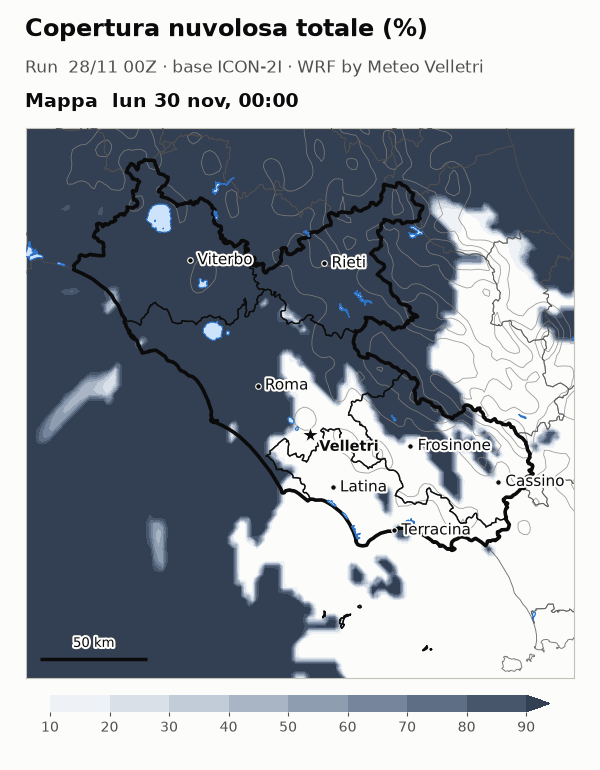 Copertura nuvolosa totale (%)
Run 28/11 00Z · base ICON-2I · WRF by Meteo Velletri
Mappa lun 30 nov, 00:00
Viterbo
Rieti
Roma
Velletri
Frosinone
Latina
Cassino
Terracina
50 km
10 20 30 40 50 60 70 80 90